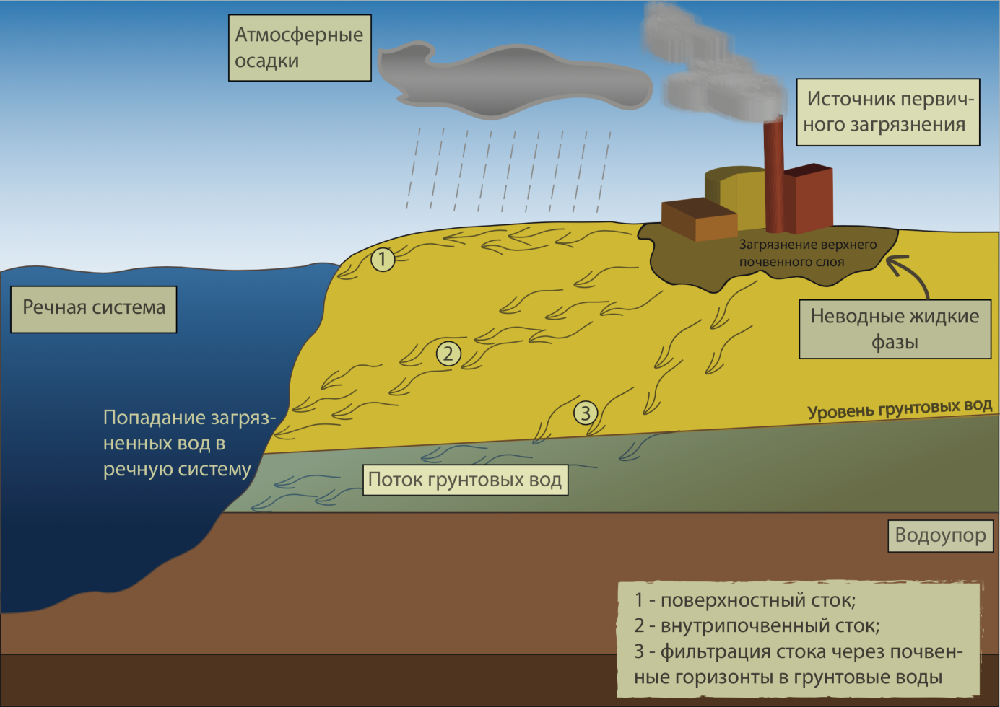 Атмосферные
осадки
Источник первич-
ного загрязнения
Загрязнение верхнего
почвенного слоя
1
Речная система
Неводные жидкие
фазы
2
3
Уровень грунтовых вод
Попадание загряз-
ненных вод в
речную систему
Поток грунтовых вод
Водоупор
1 - поверхностный сток;
2 - внутрипочвенный сток;
3 - фильтрация стока через почвен-
ные горизонты в грунтовые воды